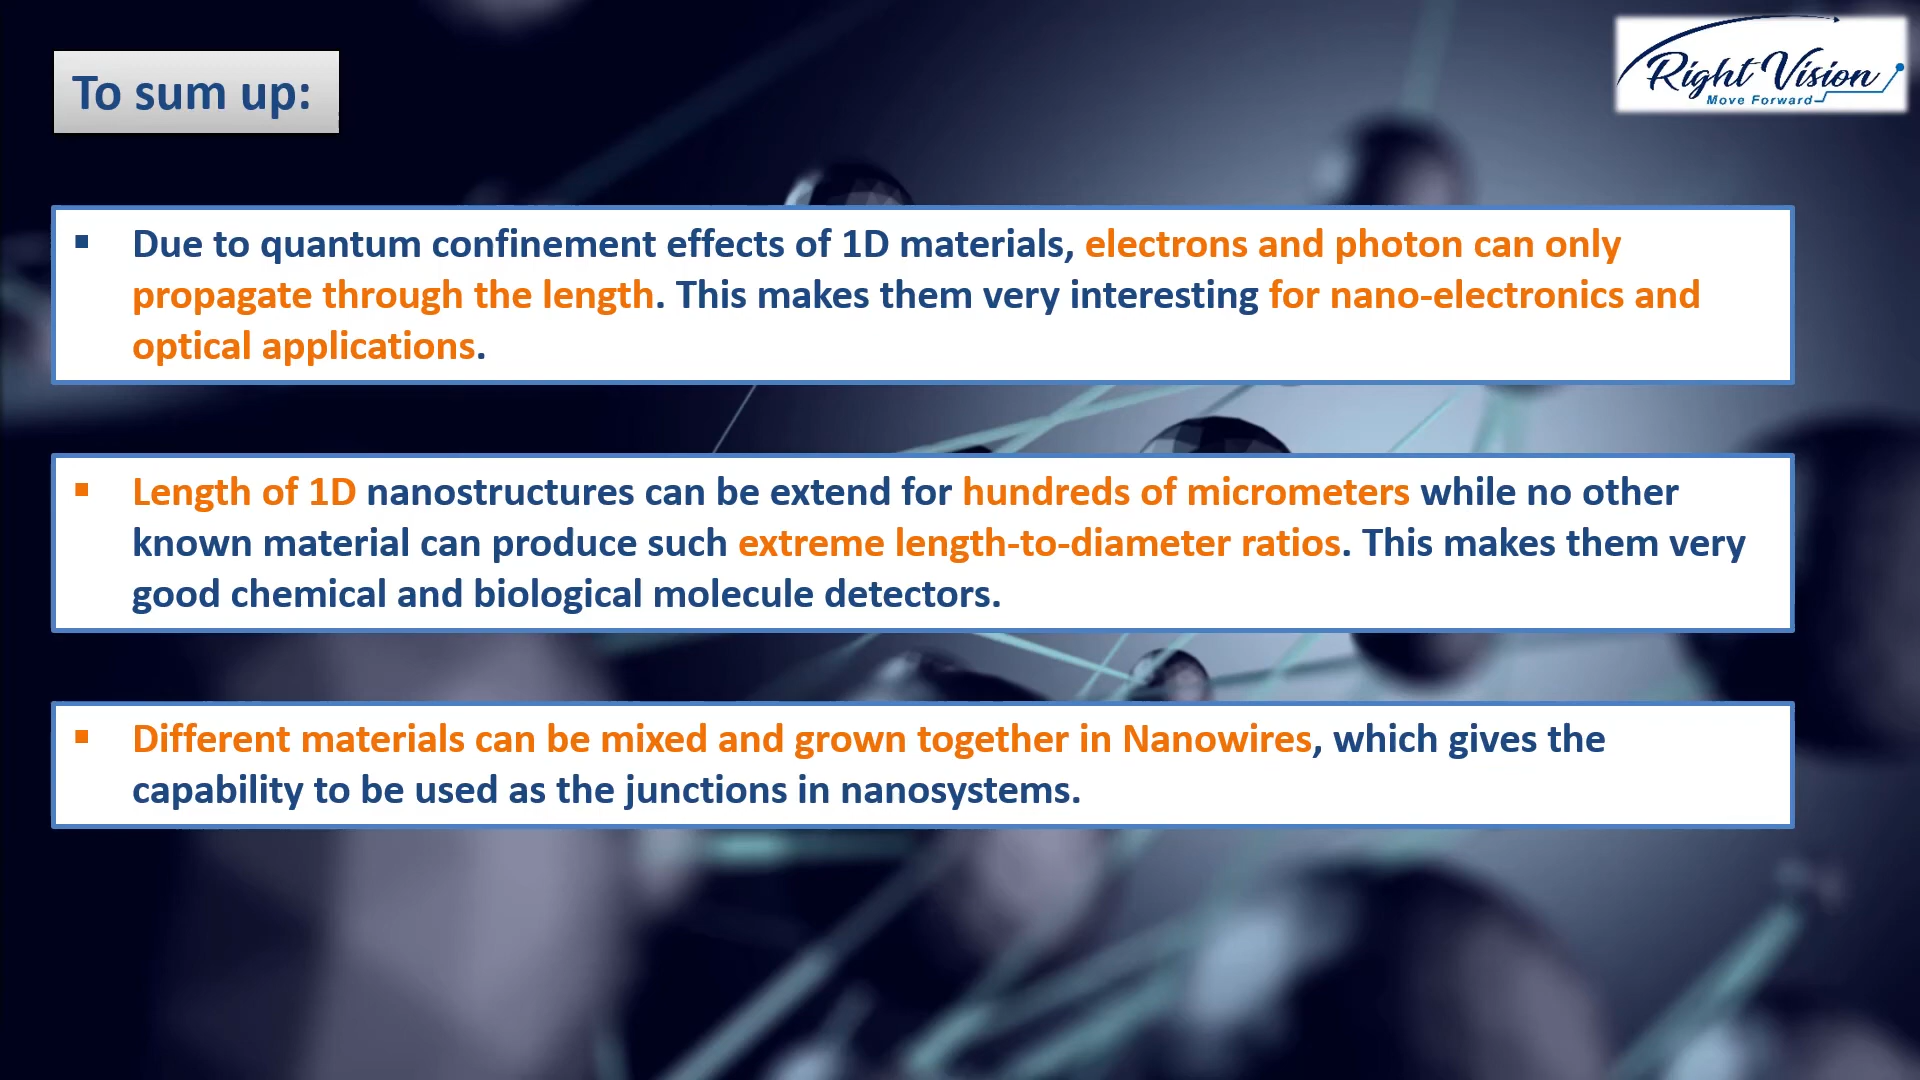 To sum up:
Right Vision
Move Forward
▪ Due to quantum confinement effects of 1D materials, electrons and photon can only
propagate through the length. This makes them very interesting for nano-electronics and
optical applications.
▪ Length of 1D nanostructures can be extend for hundreds of micrometers while no other
known material can produce such extreme length-to-diameter ratios. This makes them very
good chemical and biological molecule detectors.
▪ Different materials can be mixed and grown together in Nanowires, which gives the
capability to be used as the junctions in nanosystems.